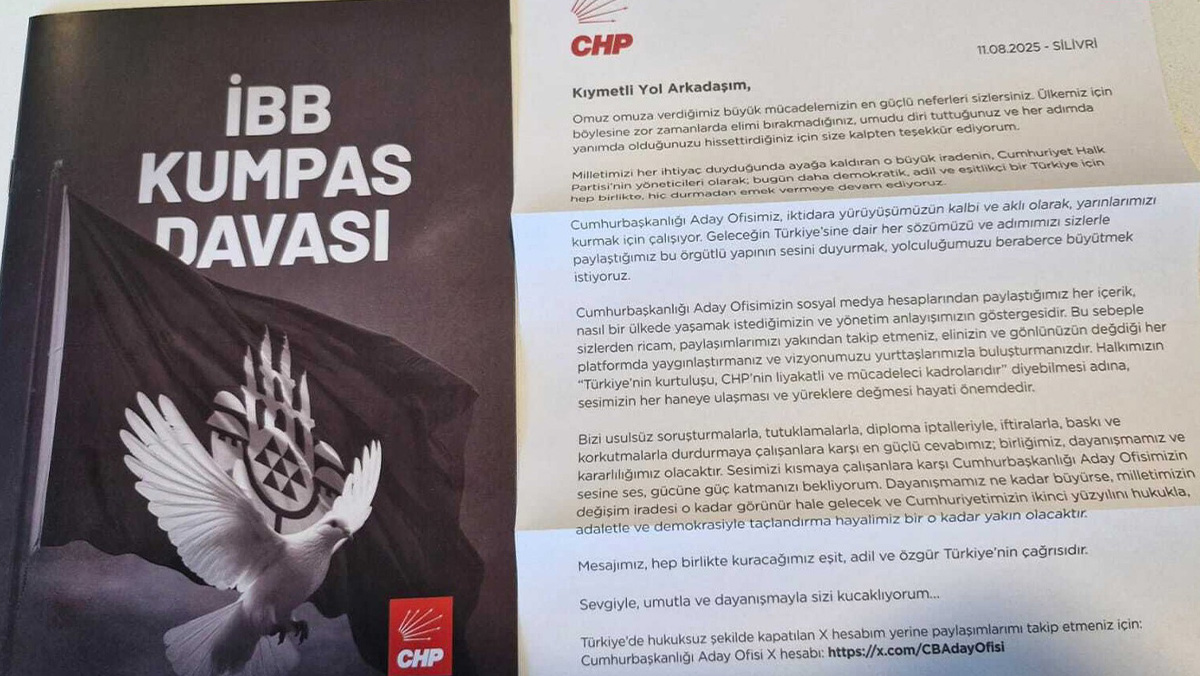 İBB
KUMPAS
DAVASI
CHP
CHP
11.08.2025 - SİLİVRİ
Kıymetli Yol Arkadaşım,
Omuz omuza verdiğimiz büyük mücadelemizin en güçlü neferleri sizlersiniz. Ülkemiz için
böylesine zor zamanlarda elimi bırakmadığınız, umudu diri tuttuğunuz ve her adımda
yanımda olduğunuzu hissettirdiğiniz için size kalpten teşekkür ediyorum.
Milletimizi her ihtiyaç duyduğunda ayağa kaldıran o büyük iradenin, Cumhuriyet Halk
Partisi'nin yöneticileri olarak; bugün daha demokratik, adil ve eşitlikçi bir Türkiye için
hep birlikte, hiç durmadan emek vermeye devam ediyoruz.
Cumhurbaşkanlığı Aday Ofisimiz, iktidara yürüyüşümüzün kalbi ve aklı olarak, yarınlarımızı
kurmak için çalışıyor. Geleceğin Türkiye'sine dair her sözümüzü ve adımımızı sizlerle
paylaştığımız bu örgütlü yapının sesini duyurmak, yolculuğumuzu beraberce büyütmek
istiyoruz.
Cumhurbaşkanlığı Aday Ofisimizin sosyal medya hesaplarından paylaştığımız her içerik,
nasıl bir ülkede yaşamak istediğimizin ve yönetim anlayışımızın göstergesidir. Bu sebeple
sizlerden ricam, paylaşımlarımızı yakından takip etmeniz, elinizin ve gönlünüzün değdiği her
platformda yaygınlaştırmanız ve vizyonumuzu yurttaşlarımızla buluşturmanızdır. Halkımızın
“Türkiye'nin kurtuluşu, CHP'nin liyakatli ve mücadeleci kadrolarıdır” diyebilmesi adına,
sesimizin her haneye ulaşması ve yüreklere değmesi hayati önemdedir.
Bizi usulsüz soruşturmalarla, tutuklamalarla, diploma iptalleriyle, iftiralarla, baskı ve
korkutmalarla durdurmaya çalışanlara karşı en güçlü cevabımız; birliğimiz, dayanışmamız ve
kararlılığımız olacaktır. Sesimizi kısmaya çalışanlara karşı Cumhurbaşkanlığı Aday Ofisimizin
sesine ses, gücüne güç katmanızı bekliyorum. Dayanışmamız ne kadar büyürse, milletimizin
değişim iradesi o kadar görünür hale gelecek ve Cumhuriyetimizin ikinci yüzyılını hukukla,
adaletle ve demokrasiyle taçlandırma hayalimiz bir o kadar yakın olacaktır.
Mesajımız, hep birlikte kuracağımız eşit, adil ve özgür Türkiye'nin çağrısıdır.
Sevgiyle, umutla ve dayanışmayla sizi kucaklıyorum...
Türkiye'de hukuksuz şekilde kapatılan X hesabım yerine paylaşımlarımı takip etmeniz için:
Cumhurbaşkanlığı Aday Ofisi X hesabı: https://x.com/CBAdayOfisi